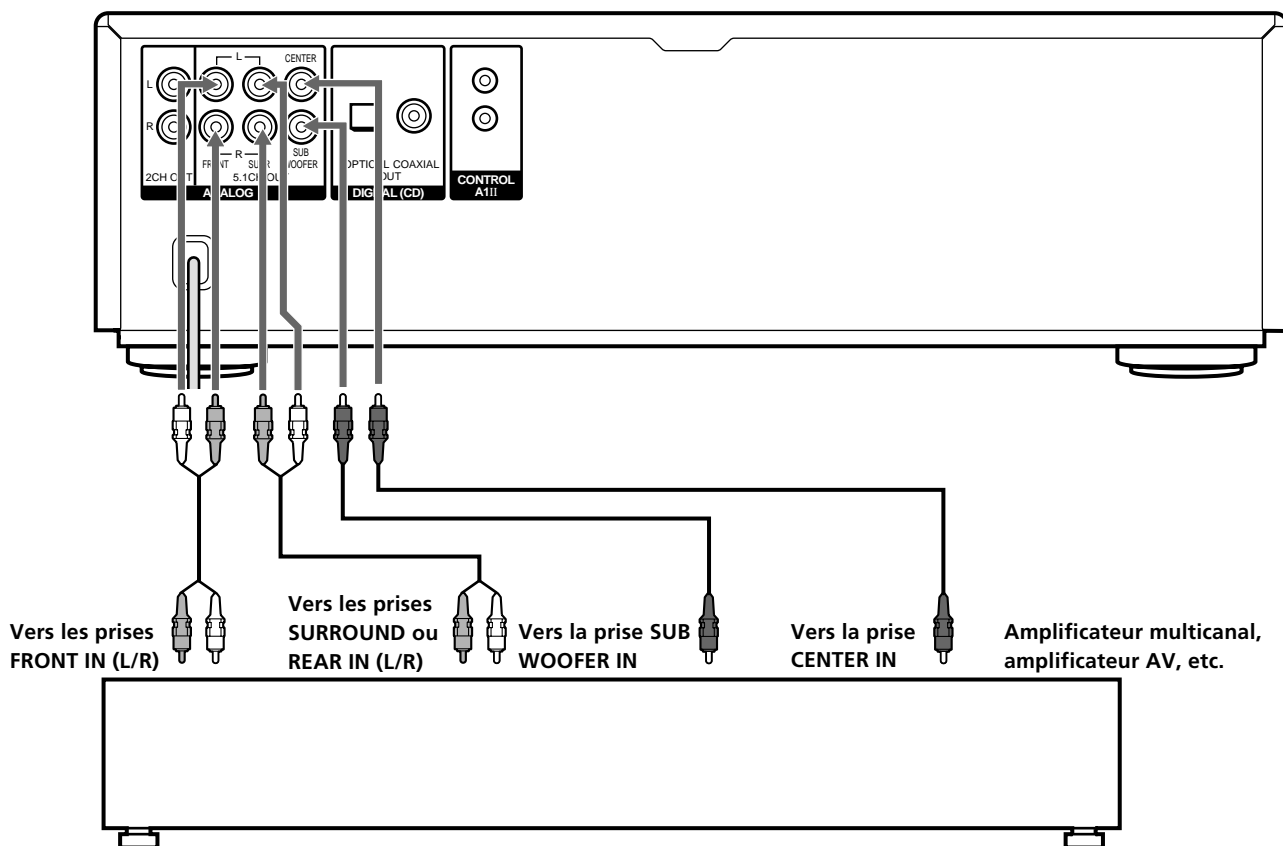 L
CENTER
L
R
R
FRONT
SURR
SUB
WOOFER
2CH OUT
5.1CH OUT
ANALOG
OPTICAL COAXIAL
OUT
DIGITAL (CD)
CONTROL
A1II
Vers les prises
FRONT IN (L/R)
Vers les prises
SURROUND ou
REAR IN (L/R)
Vers la prise SUB
WOOFER IN
Vers la prise
CENTER IN
Amplificateur multicanal,
amplificateur AV, etc.